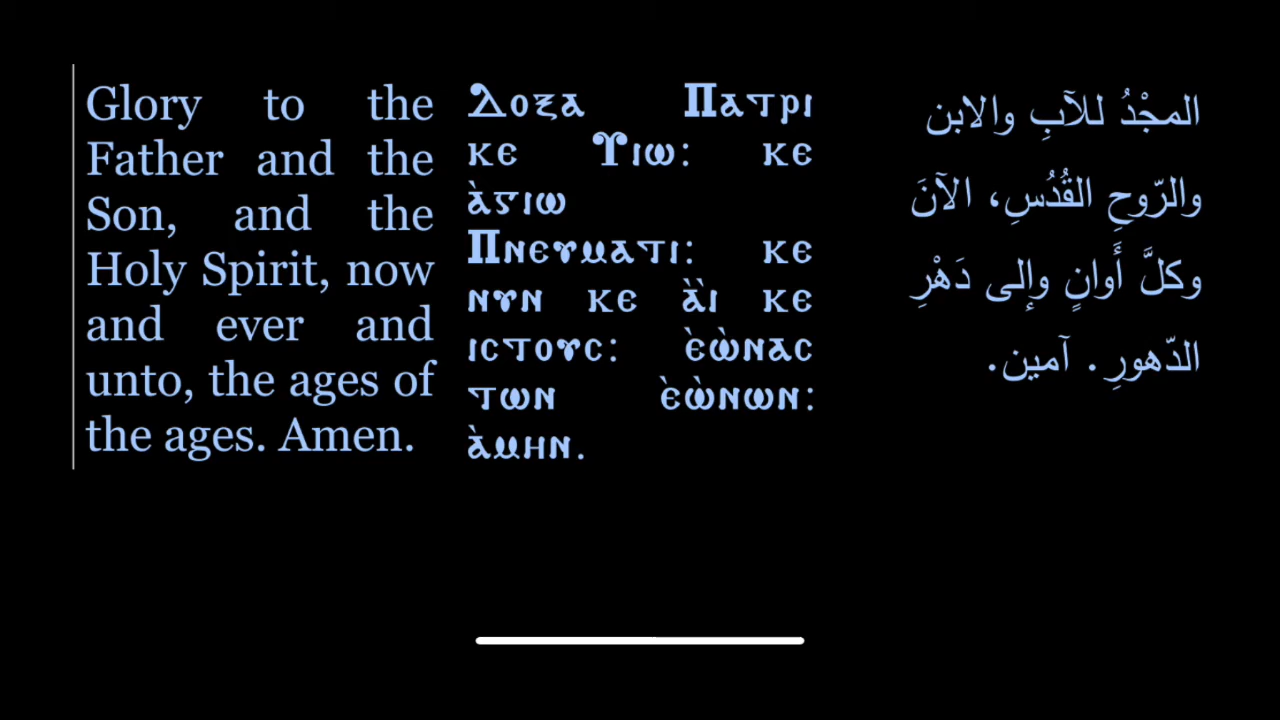 Glory to the
Father and the
Son, and the
Holy Spirit, now
and ever and
unto, the ages of
the ages. Amen.
Ⲇⲟⲝⲁ Ⲡⲁⲧⲣⲓ
ⲕⲉ Ⲩⲓⲱ: ⲕⲉ
ⲁ̀ⲅⲓⲱ
Ⲡⲛⲉⲩⲙⲁⲧⲓ: ⲕⲉ
ⲛⲩⲛ ⲕⲉ ⲁ̀ⲓ̀ ⲕⲉ
ⲓⲥⲧⲟⲩⲥ: ⲉ̀ⲱ̀ⲛⲁⲥ
ⲧⲱⲛ ⲉ̀ⲱ̀ⲛⲱⲛ:
ⲁ̀ⲙⲏⲛ.
المجْدُ للآبِ والابن
والرّوحِ القُدُسِ، الآنَ
وكلَّ أَوانٍ وإلى دَهْرِ
الدّهورِ. آمين.